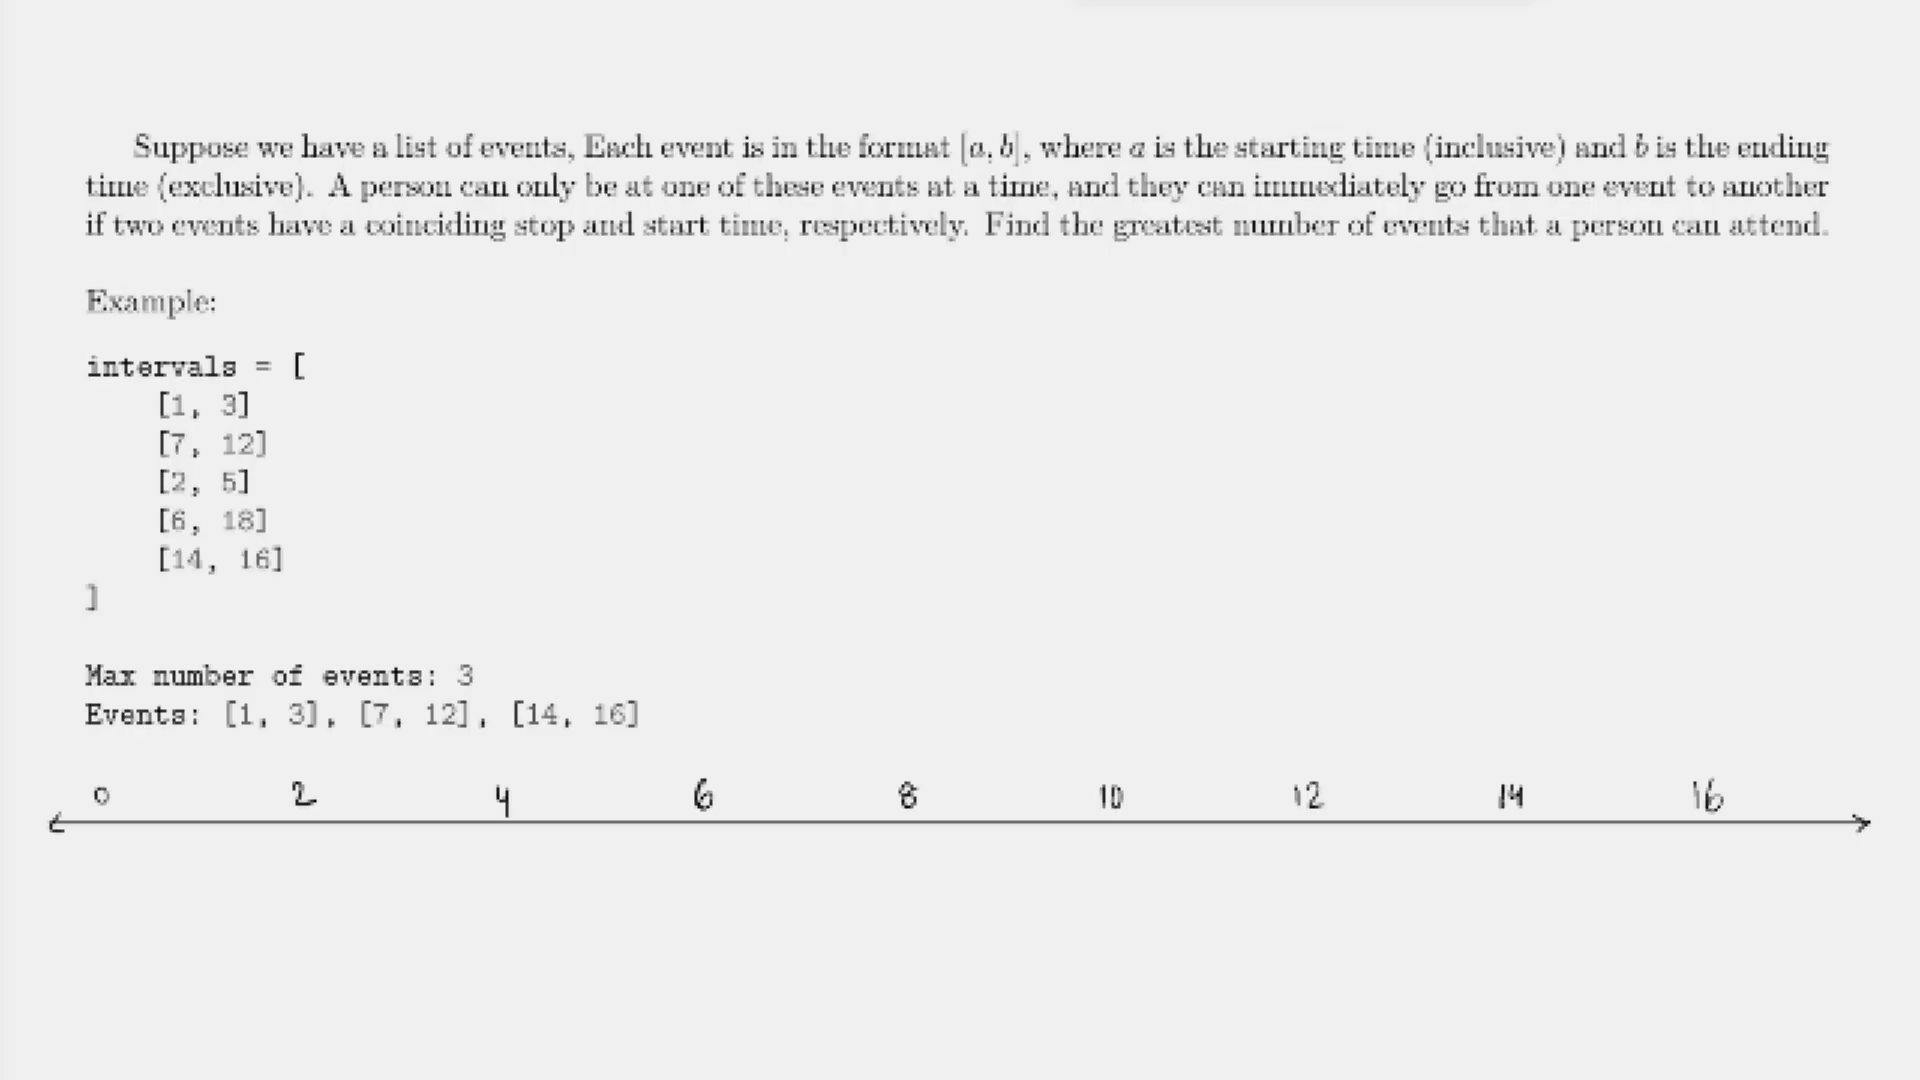 Suppose we have a list of events, Each event is in the format [a, b], where a is the starting time (inclusive) and b is the ending
time (exclusive). A person can only be at one of these events at a time, and they can immediately go from one event to another
if two events have a coinciding stop and start time, respectively. Find the greatest number of events that a person can attend.
Example:
intervals = [
[1, 3]
[7, 12]
[2, 5]
[6, 18]
[14, 16]
]
Max number of events: 3
Events: [1, 3], [7, 12], [14, 16]
0 2 4 6 8 10 12 14 16